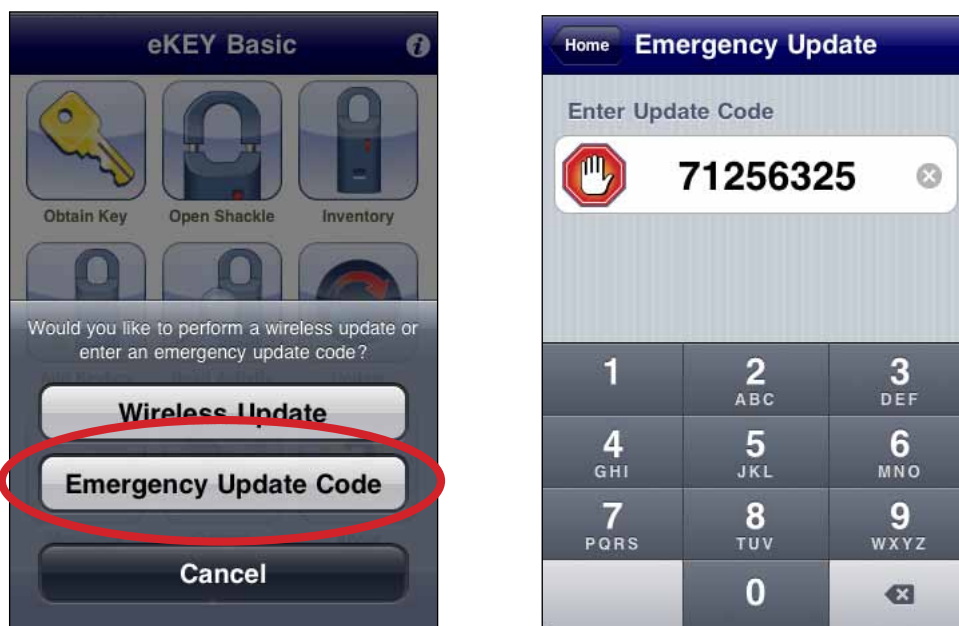 eKEY Basic
Obtain Key
Open Shackle
Inventory
Would you like to perform a wireless update or
enter an emergency update code?
Wireless Update
Emergency Update Code
Cancel
Home
Emergency Update
Enter Update Code
71256325
1
2
ABC
3
DEF
4
GHI
5
JKL
6
MNO
7
PQRS
8
TUV
9
WXYZ
0